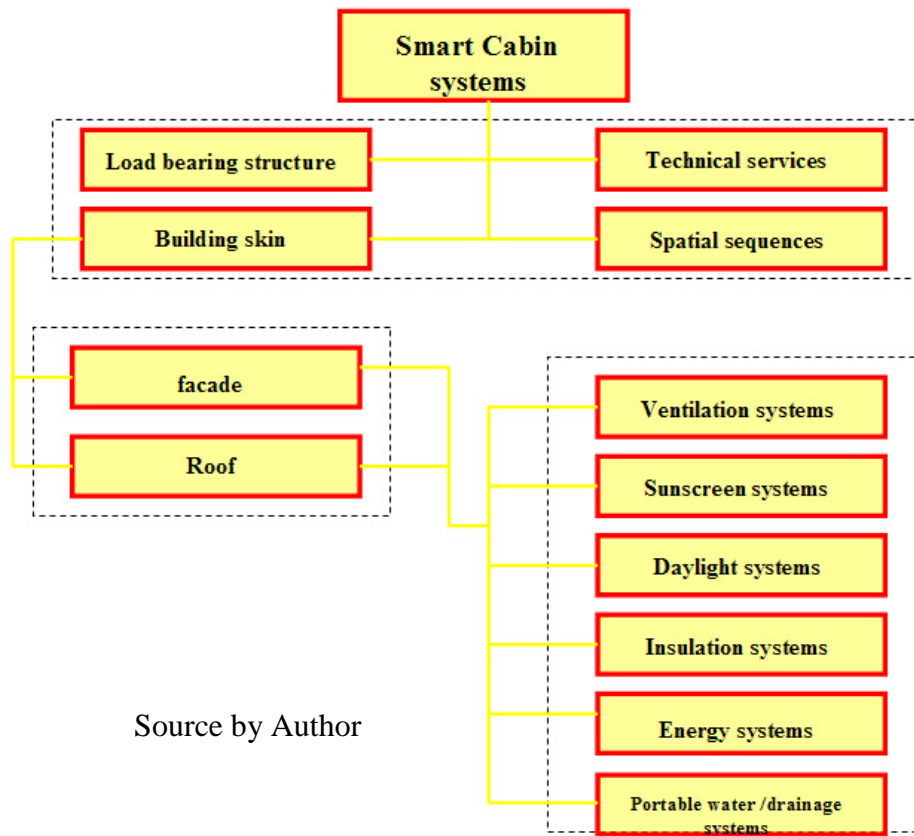 Smart Cabin
systems
Load bearing structure
Technical services
Building skin
Spatial sequences
facade
Roof
Ventilation systems
Sunscreen systems
Daylight systems
Insulation systems
Energy systems
Portable water /drainage
systems
Source by Author